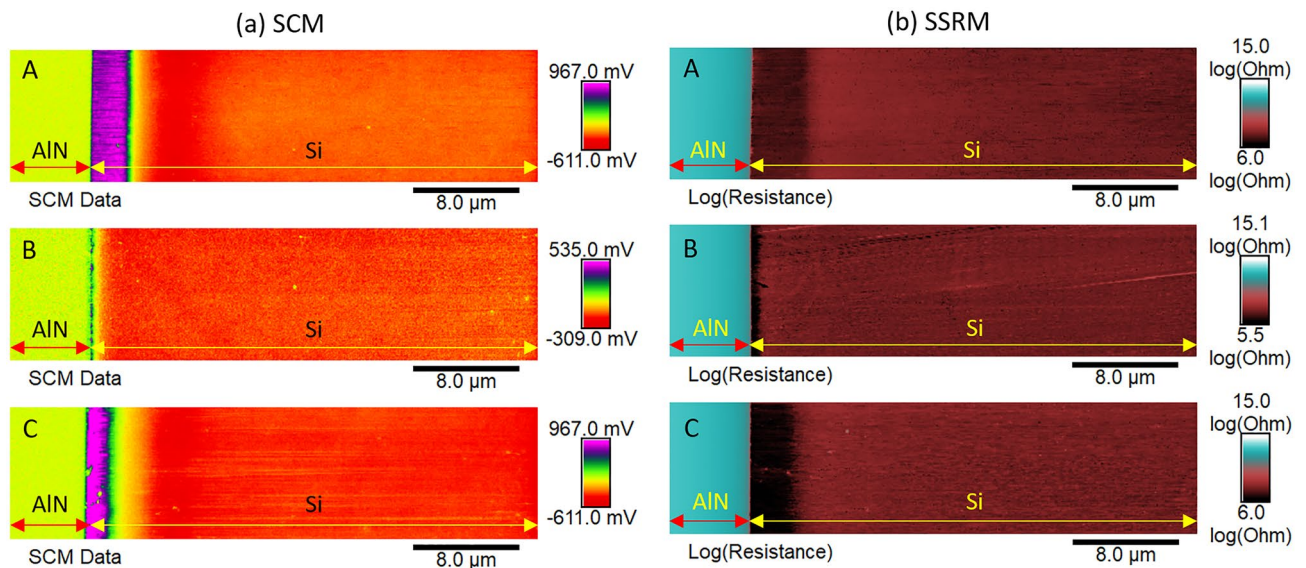 (a) SCM
A
AlN
Si
SCM Data
8.0 µm
967.0 mV
-611.0 mV
B
AlN
Si
SCM Data
8.0 µm
535.0 mV
-309.0 mV
C
AlN
Si
SCM Data
8.0 µm
967.0 mV
-611.0 mV
(b) SSRM
A
AlN
Si
Log(Resistance)
8.0 µm
15.0
log(Ohm)
6.0
log(Ohm)
B
AlN
Si
Log(Resistance)
8.0 µm
15.1
log(Ohm)
5.5
log(Ohm)
C
AlN
Si
Log(Resistance)
8.0 µm
15.0
log(Ohm)
6.0
log(Ohm)